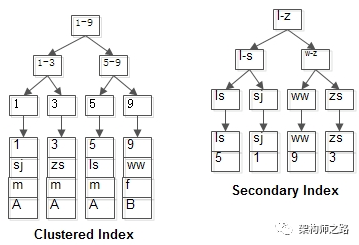 1-9
l-z
1-3
5-9
l-s
w-z
1
3
5
9
ls
sj
ww
zs
1
3
5
9
sj
zs
ls
ww
m
m
m
f
A
A
A
B
ls
sj
ww
zs
5
1
9
3
Clustered Index
Secondary Index
架构师之路